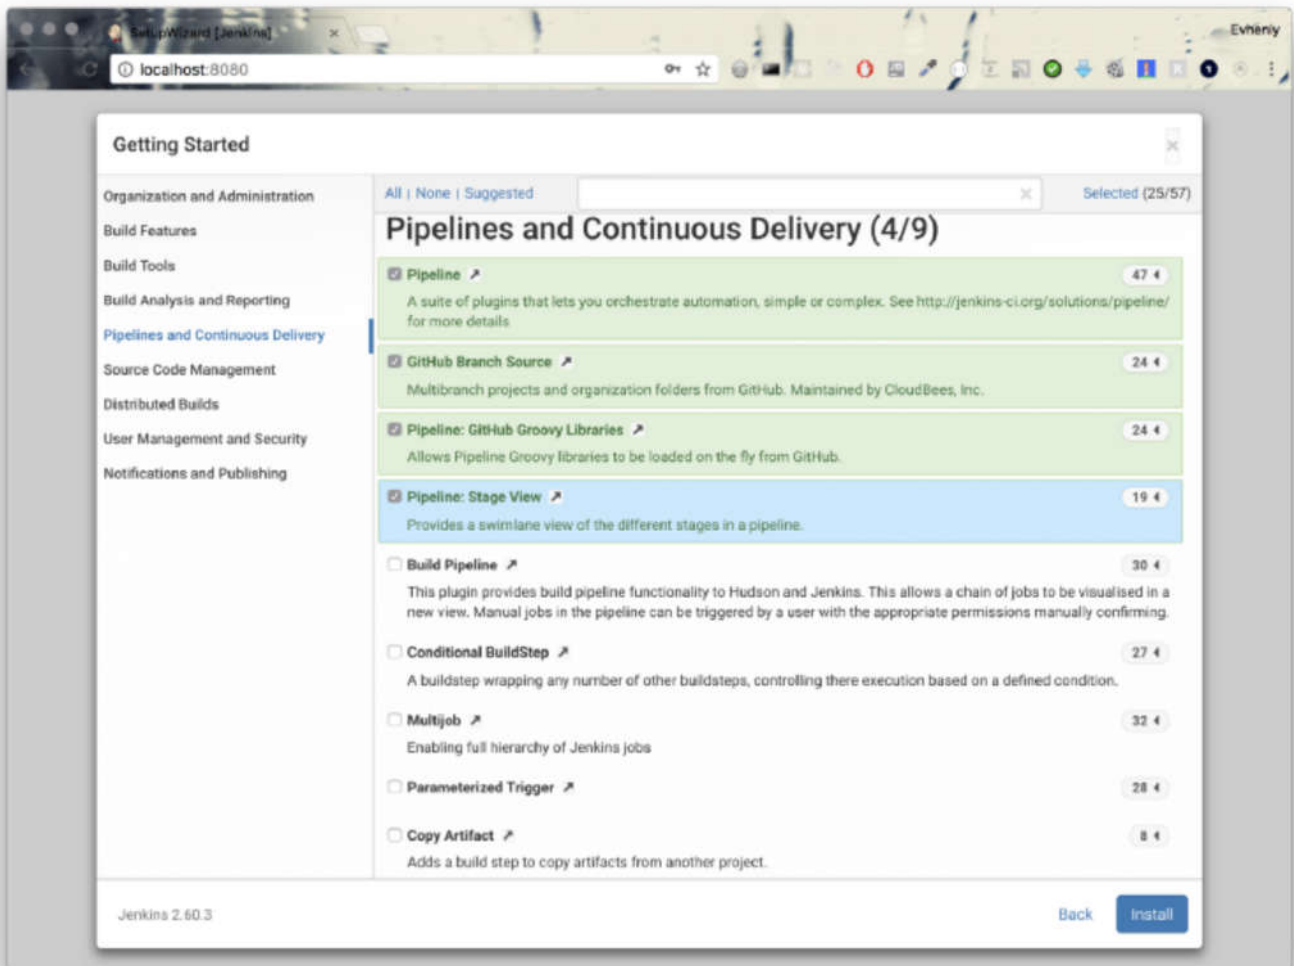 SetupWizard [Jenkins]
Evheniy
localhost:8080
Getting Started
Organization and Administration
Build Features
Build Tools
Build Analysis and Reporting
Pipelines and Continuous Delivery
Source Code Management
Distributed Builds
User Management and Security
Notifications and Publishing
All | None | Suggested
Selected (25/57)
Pipelines and Continuous Delivery (4/9)
Pipeline 47
A suite of plugins that lets you orchestrate automation, simple or complex. See http://jenkins-ci.org/solutions/pipeline/
for more details
GitHub Branch Source 24
Multibranch projects and organization folders from GitHub. Maintained by CloudBees, Inc.
Pipeline: GitHub Groovy Libraries 24
Allows Pipeline Groovy libraries to be loaded on the fly from GitHub.
Pipeline: Stage View 19
Provides a swimlane view of the different stages in a pipeline.
Build Pipeline 30
This plugin provides build pipeline functionality to Hudson and Jenkins. This allows a chain of jobs to be visualised in a
new view. Manual jobs in the pipeline can be triggered by a user with the appropriate permissions manually confirming.
Conditional BuildStep 27
A buildstep wrapping any number of other buildsteps, controlling there execution based on a defined condition.
Multijob 32
Enabling full hierarchy of Jenkins jobs
Parameterized Trigger 28
Copy Artifact 8
Adds a build step to copy artifacts from another project.
Jenkins 2.60.3
Back
Install